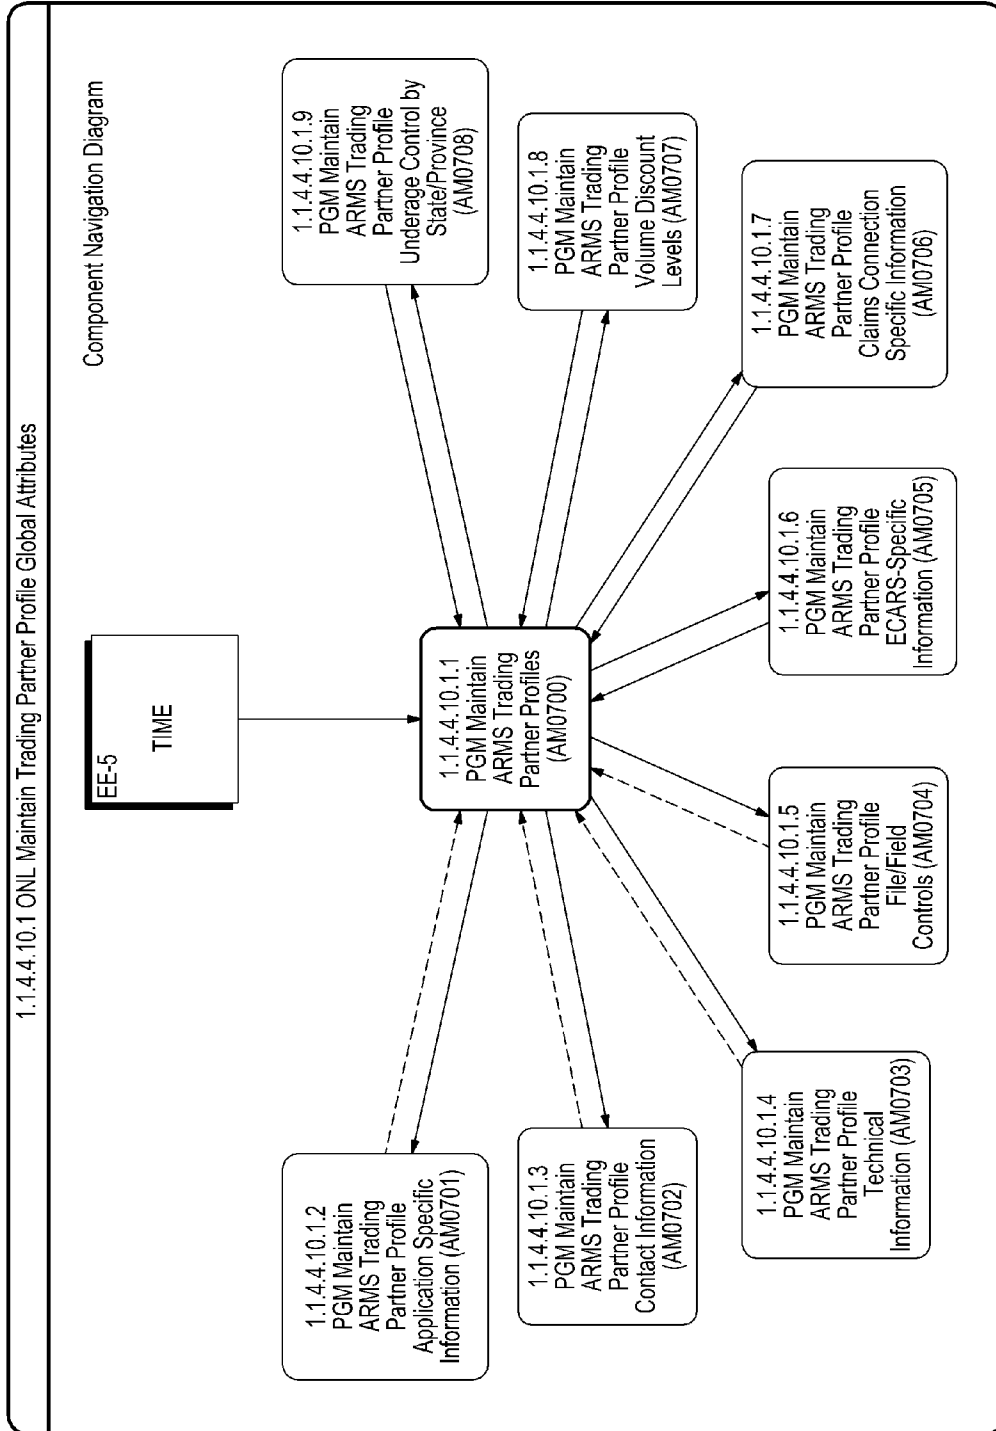 1.1.4.4.10.1 ONL Maintain Trading Partner Profile Global Attributes
Component Navigation Diagram
EE-5
TIME
1.1.4.4.10.1.1
PGM Maintain
ARMS Trading
Partner Profiles
(AM0700)
1.1.4.4.10.1.2
PGM Maintain
ARMS Trading
Partner Profile
Application Specific
Information (AM0701)
1.1.4.4.10.1.3
PGM Maintain
ARMS Trading
Partner Profile
Contact Information
(AM0702)
1.1.4.4.10.1.4
PGM Maintain
ARMS Trading
Partner Profile
Technical
Information (AM0703)
1.1.4.4.10.1.5
PGM Maintain
ARMS Trading
Partner Profile
File/Field
Controls (AM0704)
1.1.4.4.10.1.6
PGM Maintain
ARMS Trading
Partner Profile
ECARS-Specific
Information (AM0705)
1.1.4.4.10.1.7
PGM Maintain
ARMS Trading
Partner Profile
Claims Connection
Specific Information
(AM0706)
1.1.4.4.10.1.8
PGM Maintain
ARMS Trading
Partner Profile
Volume Discount
Levels (AM0707)
1.1.4.4.10.1.9
PGM Maintain
ARMS Trading
Partner Profile
Underage Control by
State/Province
(AM0708)